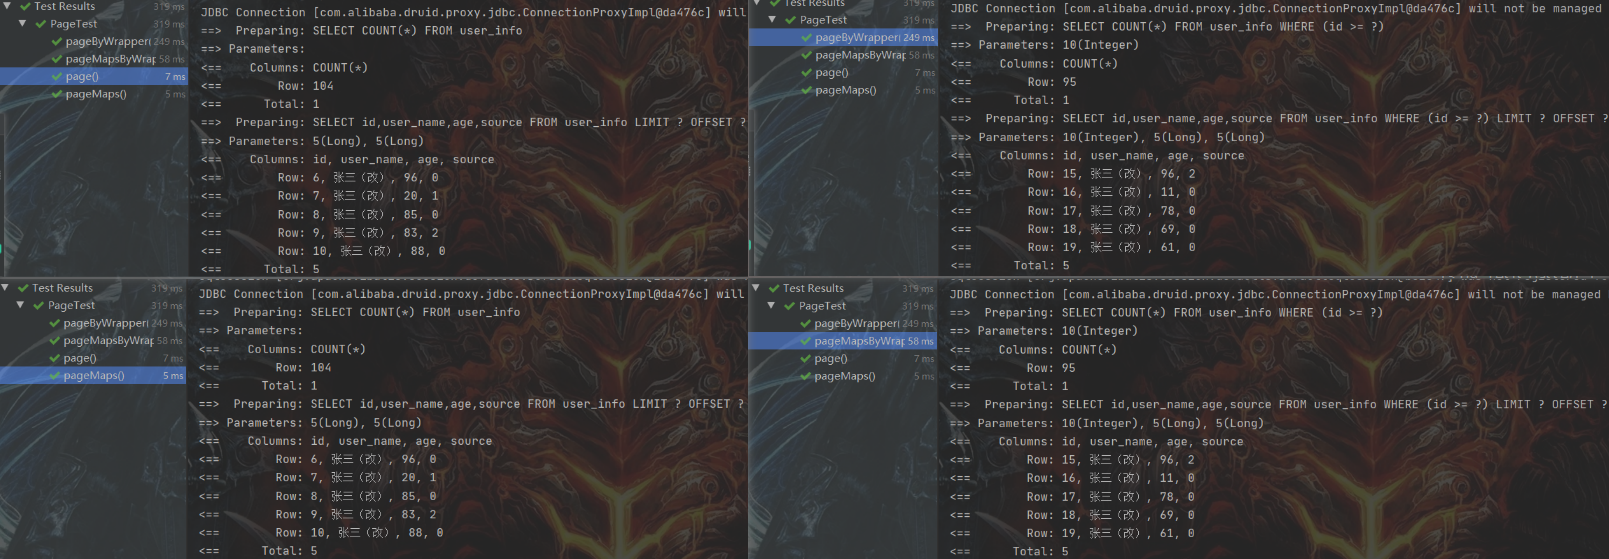 Test Results 319 ms
PageTest 319 ms
pageByWrapper( 249 ms
pageMapsByWrap 58 ms
page() 7 ms
pageMaps() 5 ms
JDBC Connection [com.alibaba.druid.proxy.jdbc.ConnectionProxyImpl@da476c] will
==>  Preparing: SELECT COUNT(*) FROM user_info
==> Parameters:
<==    Columns: COUNT(*)
<==        Row: 104
<==      Total: 1
==>  Preparing: SELECT id,user_name,age,source FROM user_info LIMIT ? OFFSET ?
==> Parameters: 5(Long), 5(Long)
<==    Columns: id, user_name, age, source
<==        Row: 6, 张三（改）, 96, 0
<==        Row: 7, 张三（改）, 20, 1
<==        Row: 8, 张三（改）, 85, 0
<==        Row: 9, 张三（改）, 83, 2
<==        Row: 10, 张三（改）, 88, 0
<==      Total: 5
Test Results 319 ms
PageTest 319 ms
pageByWrapper( 249 ms
pageMapsByWrap 58 ms
page() 7 ms
pageMaps() 5 ms
JDBC Connection [com.alibaba.druid.proxy.jdbc.ConnectionProxyImpl@da476c] will not be managed
==>  Preparing: SELECT COUNT(*) FROM user_info WHERE (id >= ?)
==> Parameters: 10(Integer)
<==    Columns: COUNT(*)
<==        Row: 95
<==      Total: 1
==>  Preparing: SELECT id,user_name,age,source FROM user_info WHERE (id >= ?) LIMIT ? OFFSET ?
==> Parameters: 10(Integer), 5(Long), 5(Long)
<==    Columns: id, user_name, age, source
<==        Row: 15, 张三（改）, 96, 2
<==        Row: 16, 张三（改）, 11, 0
<==        Row: 17, 张三（改）, 78, 0
<==        Row: 18, 张三（改）, 69, 0
<==        Row: 19, 张三（改）, 61, 0
<==      Total: 5
Test Results 319 ms
PageTest 319 ms
pageByWrapper( 249 ms
pageMapsByWrap 58 ms
page() 7 ms
pageMaps() 5 ms
JDBC Connection [com.alibaba.druid.proxy.jdbc.ConnectionProxyImpl@da476c] will
==>  Preparing: SELECT COUNT(*) FROM user_info
==> Parameters:
<==    Columns: COUNT(*)
<==        Row: 104
<==      Total: 1
==>  Preparing: SELECT id,user_name,age,source FROM user_info LIMIT ? OFFSET ?
==> Parameters: 5(Long), 5(Long)
<==    Columns: id, user_name, age, source
<==        Row: 6, 张三（改）, 96, 0
<==        Row: 7, 张三（改）, 20, 1
<==        Row: 8, 张三（改）, 85, 0
<==        Row: 9, 张三（改）, 83, 2
<==        Row: 10, 张三（改）, 88, 0
<==      Total: 5
Test Results 319 ms
PageTest 319 ms
pageByWrapper( 249 ms
pageMapsByWrap 58 ms
page() 7 ms
pageMaps() 5 ms
JDBC Connection [com.alibaba.druid.proxy.jdbc.ConnectionProxyImpl@da476c] will not be managed
==>  Preparing: SELECT COUNT(*) FROM user_info WHERE (id >= ?)
==> Parameters: 10(Integer)
<==    Columns: COUNT(*)
<==        Row: 95
<==      Total: 1
==>  Preparing: SELECT id,user_name,age,source FROM user_info WHERE (id >= ?) LIMIT ? OFFSET ?
==> Parameters: 10(Integer), 5(Long), 5(Long)
<==    Columns: id, user_name, age, source
<==        Row: 15, 张三（改）, 96, 2
<==        Row: 16, 张三（改）, 11, 0
<==        Row: 17, 张三（改）, 78, 0
<==        Row: 18, 张三（改）, 69, 0
<==        Row: 19, 张三（改）, 61, 0
<==      Total: 5